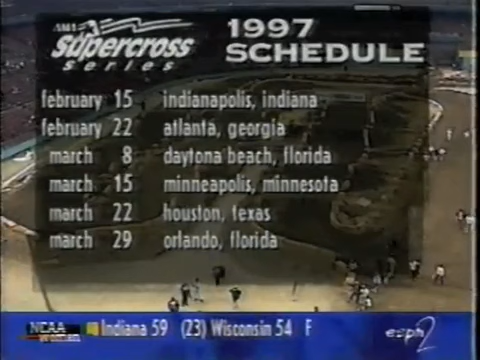 AMA
Supercross
Series
1997
SCHEDULE
february 15 indianapolis, indiana
february 22 atlanta, georgia
march 8 daytona beach, florida
march 15 minneapolis, minnesota
march 22 houston, texas
march 29 orlando, florida
NCAA Indiana 59 (23) Wisconsin 54 F
women
espn2